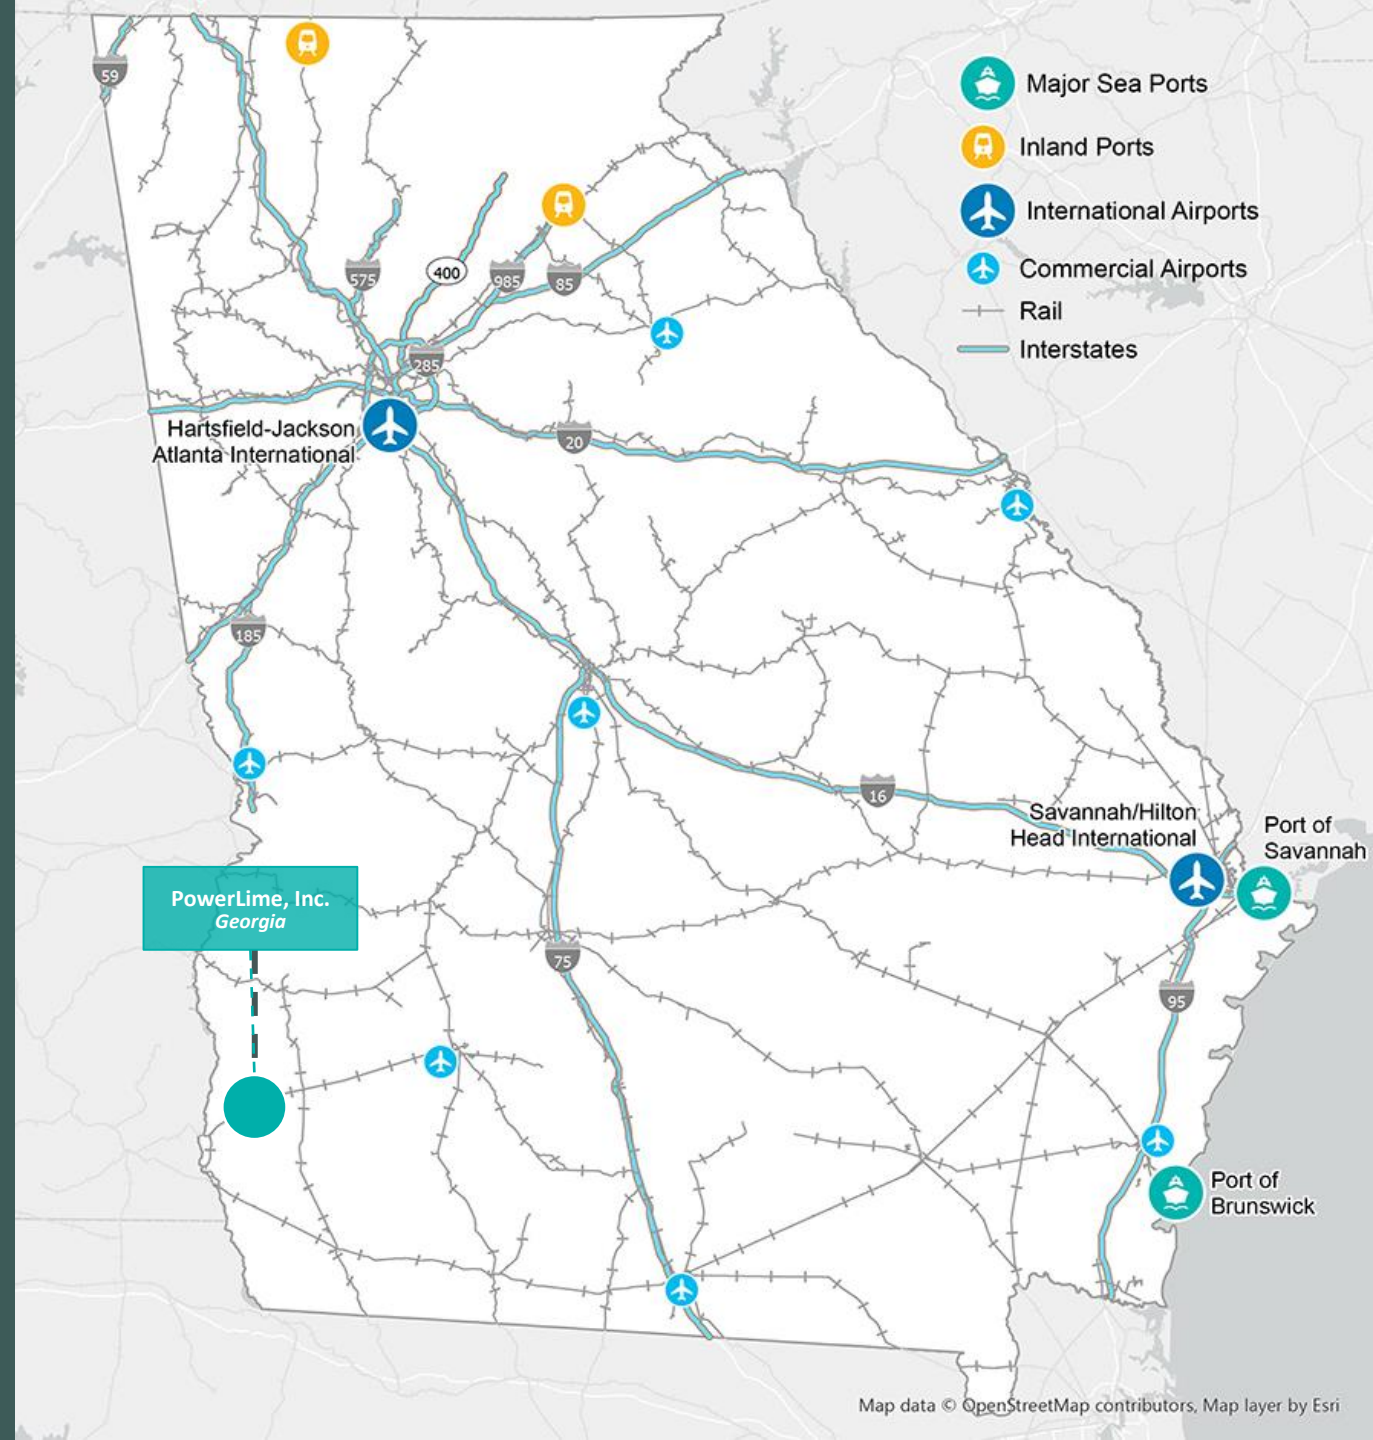 59
Major Sea Ports
Inland Ports
International Airports
Commercial Airports
Rail
Interstates
575
400
985
85
285
Hartsfield-Jackson
Atlanta International
20
185
16
Savannah/Hilton
Head International
Port of
Savannah
PowerLime, Inc.
Georgia
75
95
Port of
Brunswick
Map data © OpenStreetMap contributors, Map layer by Esri